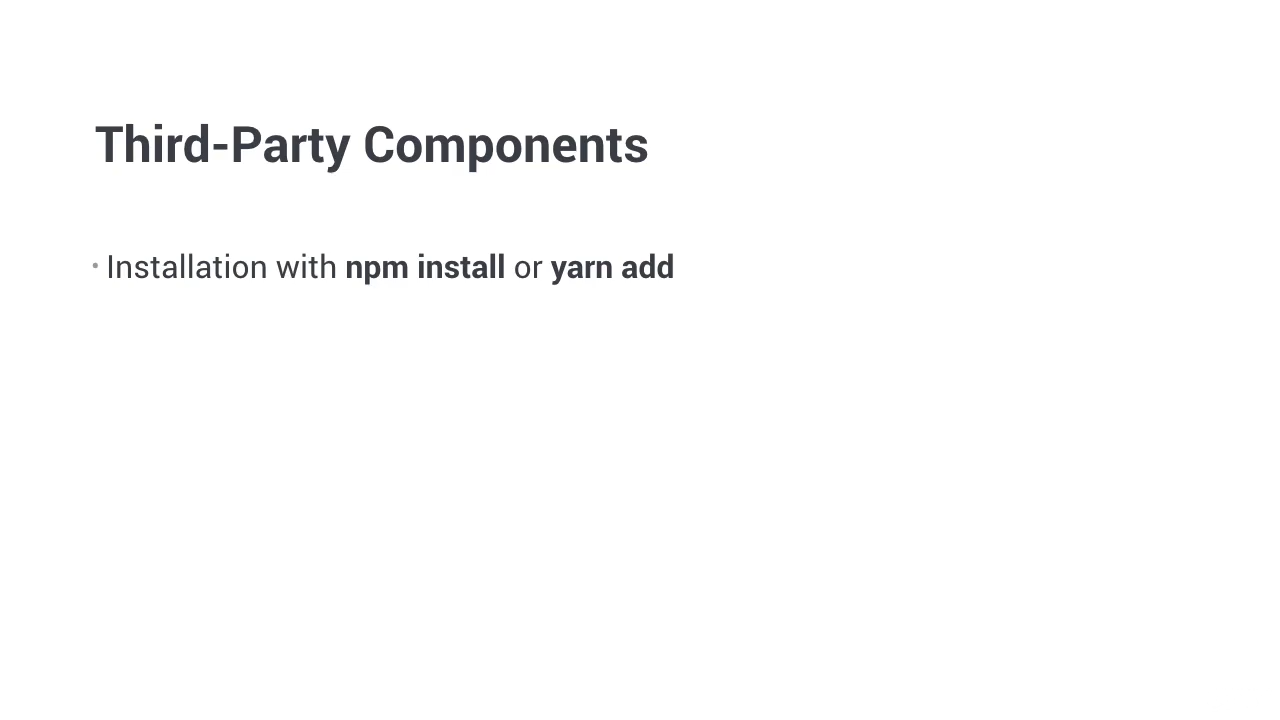 Third-Party Components
• Installation with npm install or yarn add